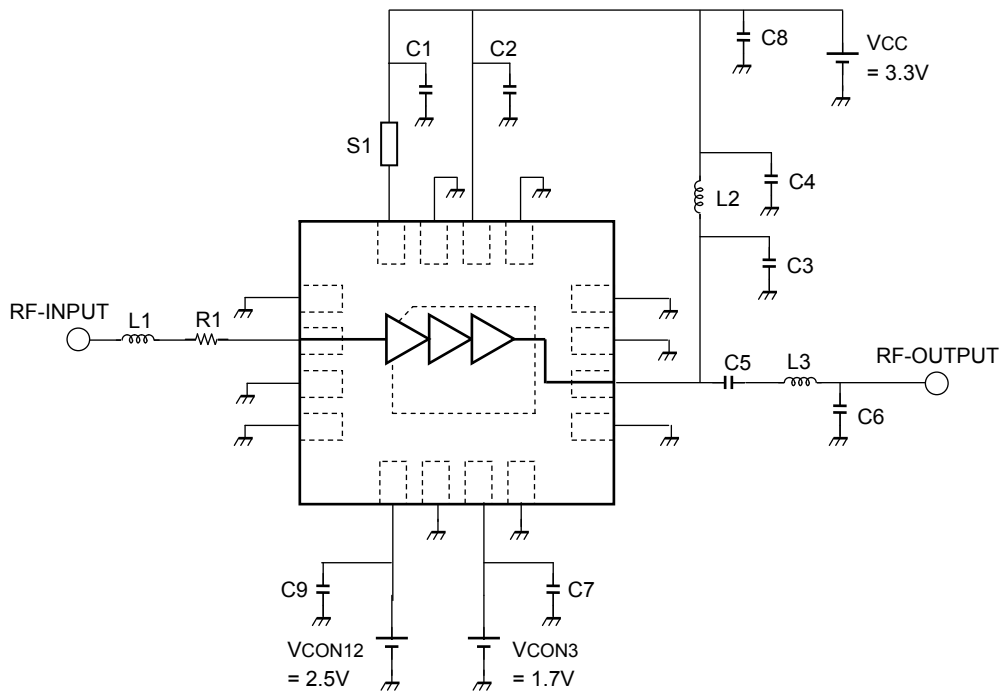 C1
C2
C8
VCC
= 3.3V
S1
C4
L2
C3
RF-INPUT
L1
R1
C5
L3
RF-OUTPUT
C6
C9
C7
VCON12
= 2.5V
VCON3
= 1.7V